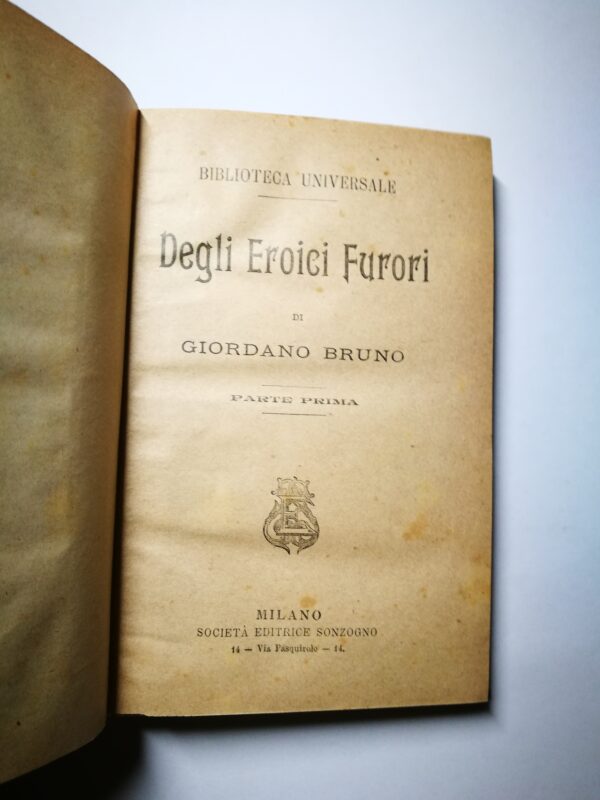 BIBLIOTECA UNIVERSALE
Degli Eroici Furori
DI
GIORDANO BRUNO
PARTE PRIMA
MILANO
SOCIETÀ EDITRICE SONZOGNO
14 — Via Pasquirolo — 14.